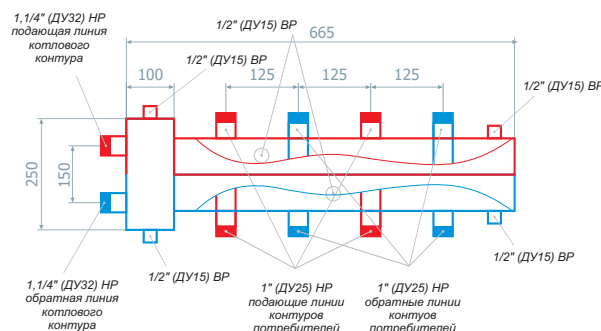 1,1/4" (ДУ32) НР
подающая линия
котлового
контура
1/2" (ДУ15) ВР
665
1/2" (ДУ15) ВР
100
125
125
125
1/2" (ДУ15) ВР
250
150
1/2" (ДУ15) ВР
1/2" (ДУ15) ВР
1,1/4" (ДУ32) НР
обратная линия
котлового
контура
1" (ДУ25) НР
подающие линии
контуров
потребителей
1" (ДУ25) НР
обратные линии
контуов
потребителей